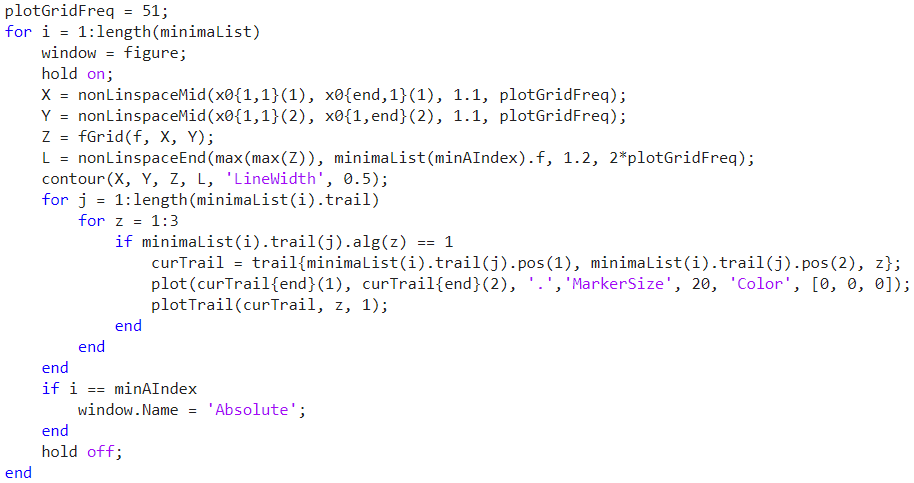 plotGridFreq = 51;
for i = 1:length(minimaList)
    window = figure;
    hold on;
    X = nonLinspaceMid(x0{1,1}(1), x0{end,1}(1), 1.1, plotGridFreq);
    Y = nonLinspaceMid(x0{1,1}(2), x0{1,end}(2), 1.1, plotGridFreq);
    Z = fGrid(f, X, Y);
    L = nonLinspaceEnd(max(max(Z)), minimaList(minAIndex).f, 1.2, 2*plotGridFreq);
    contour(X, Y, Z, L, 'LineWidth', 0.5);
    for j = 1:length(minimaList(i).trail)
        for z = 1:3
            if minimaList(i).trail(j).alg(z) == 1
                curTrail = trail{minimaList(i).trail(j).pos(1), minimaList(i).trail(j).pos(2), z};
                plot(curTrail{end}(1), curTrail{end}(2), '.','MarkerSize', 20, 'Color', [0, 0, 0]);
                plotTrail(curTrail, z, 1);
            end
        end
    end
    if i == minAIndex
        window.Name = 'Absolute';
    end
    hold off;
end